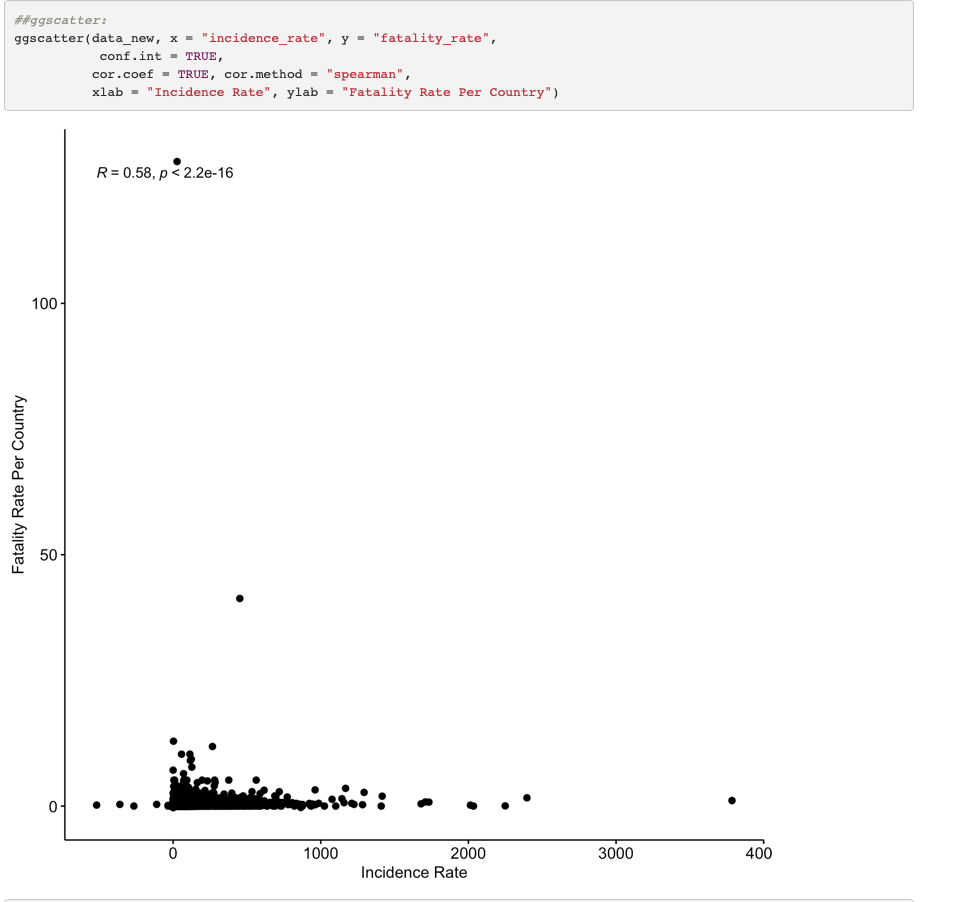 ##ggscatter:
ggscatter(data_new, x = "incidence_rate", y = "fatality_rate",
conf.int = TRUE,
cor.coef = TRUE, cor.method = "spearman",
xlab = "Incidence Rate", ylab = "Fatality Rate Per Country")
R = 0.58, p < 2.2e-16
100
50
0
Fatality Rate Per Country
0 1000 2000 3000 400
Incidence Rate